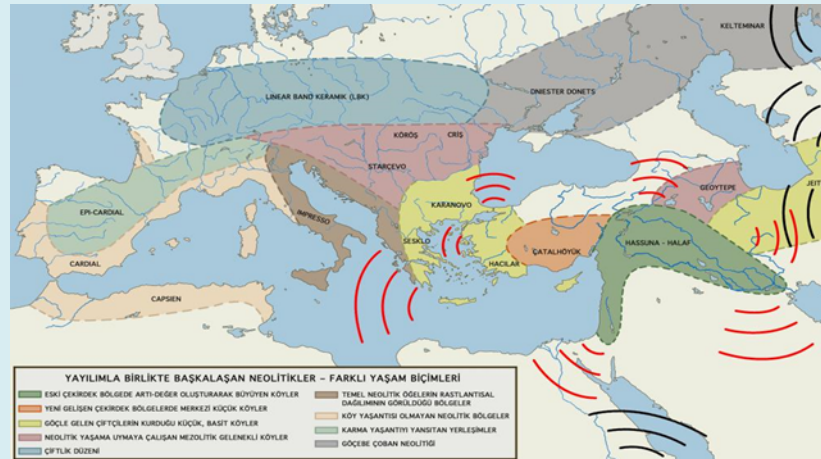 KELTEMINAR
LINEAR BAND KERAMIK (LBK)
DNIESTER DONETS
KÖRÖŞ
CRİŞ
STARCEVO
GEOYTEPE
JEIT
EPI-CARDIAL
IMPRESSO
KARANOVO
SESKLO
ÇATALHÖYÜK
HASSUNA - HALAF
CARDIAL
HACILAR
CAPSIEN
YAYILIMLA BİRLİKTE BAŞKALAŞAN NEOLİTİKLER – FARKLI YAŞAM BİÇİMLERİ
ESKİ ÇEKİRDEK BÖLGEDE ARTI-DEĞER OLUŞTURARAK BÜYÜYEN KÖYLER
YENİ GELİŞEN ÇEKİRDEK BÖLGELERDE MERKEZİ KÜÇÜK KÖYLER
GÖÇLE GELEN ÇİFTÇİLERİN KURDUĞU KÜÇÜK, BASİT KÖYLER
NEOLİTİK YAŞAMA UYMAYA ÇALIŞAN MEZOLİTİK GELENEKLİ KÖYLER
ÇİFTLİK DÜZENİ
TEMEL NEOLİTİK ÖĞELERİN RASTLANTISAL
DAĞILIMININ GÖRÜLDÜĞÜ BÖLGELER
KÖY YAŞANTISI OLMAYAN NEOLİTİK BÖLGELER
KARMA YAŞANTIYI YANSITAN YERLEŞİMLER
GÖÇEBE ÇOBAN NEOLİTİĞİ